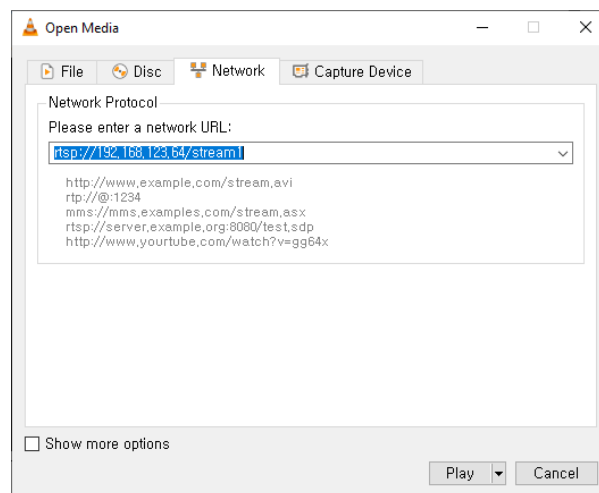 Open Media
File Disc Network Capture Device
Network Protocol
Please enter a network URL:
rtsp://192.168.123.64/stream1
http://www.example.com/stream.avi
rtp://@:1234
mms://mms.examples.com/stream.asx
rtsp://server.example.org:8080/test.sdp
http://www.yourtube.com/watch?v=gg64x
Show more options
Play Cancel